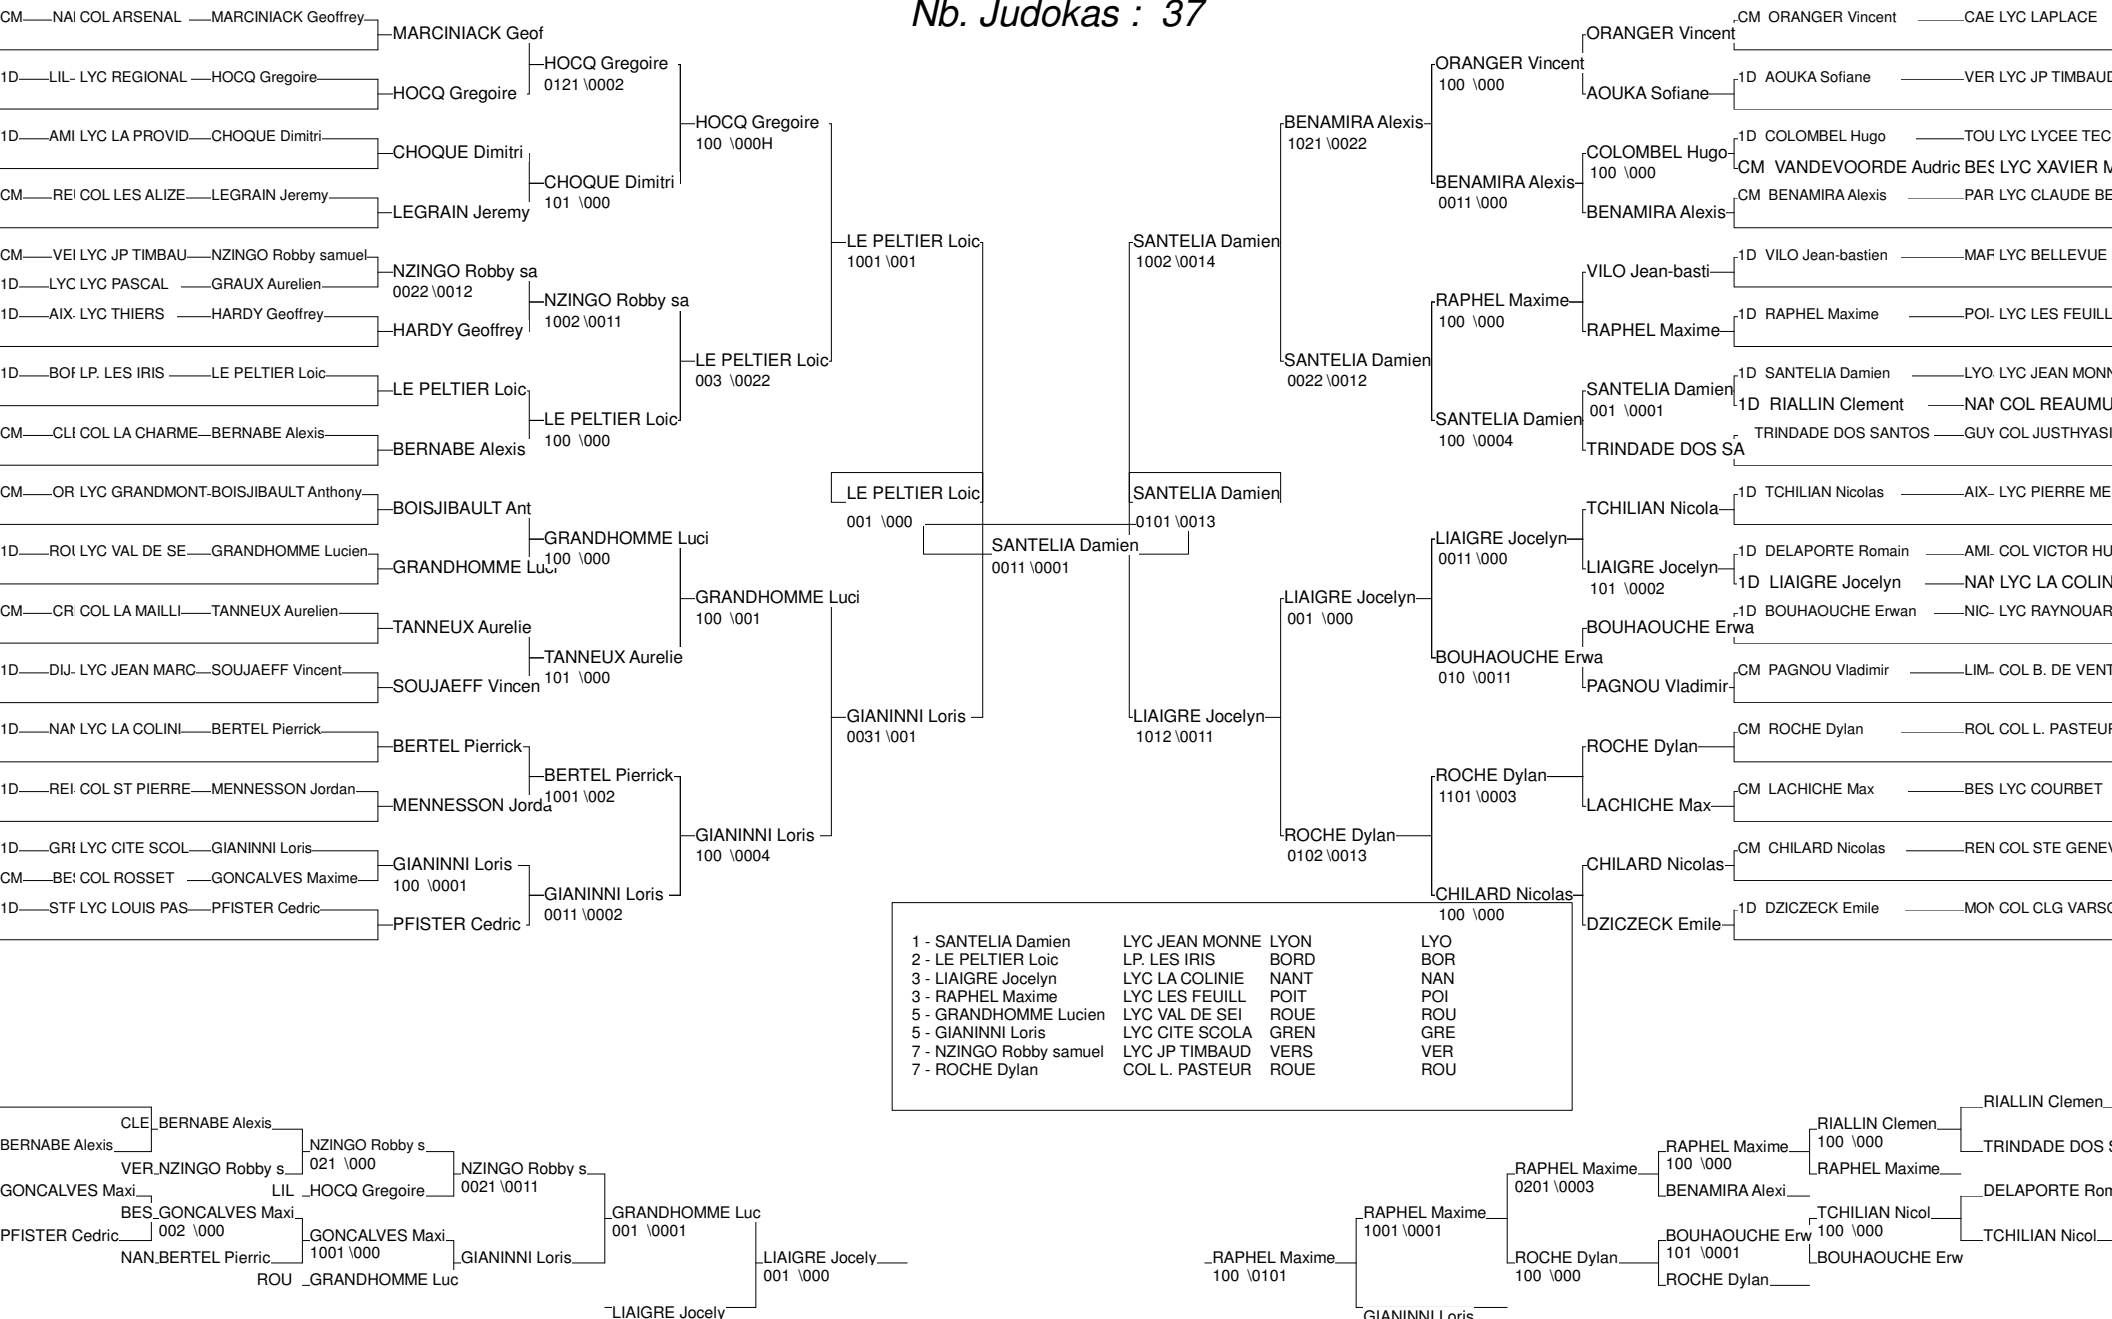 Nb. Judokas : 37
CM NAI COL ARSENAL MARCINIACK Geoffrey
MARCINIACK Geof
1D LIL- LYC REGIONAL HOCQ Gregoire
HOCQ Gregoire
HOCQ Gregoire
0121 \0002
1D AMI LYC LA PROVID CHOQUE Dimitri
CHOQUE Dimitri
CM REI COL LES ALIZE LEGRAIN Jeremy
LEGRAIN Jeremy
CHOQUE Dimitri
101 \000
HOCQ Gregoire
100 \000H
CM VEI LYC JP TIMBAU NZINGO Robby samuel
1D LYC LYC PASCAL GRAUX Aurelien
NZINGO Robby sa
0022 \0012
1D AIX- LYC THIERS HARDY Geoffrey
HARDY Geoffrey
NZINGO Robby sa
1002 \0011
1D BOF LP. LES IRIS LE PELTIER Loic
LE PELTIER Loic
CM CLE COL LA CHARME BERNABE Alexis
BERNABE Alexis
LE PELTIER Loic
100 \000
LE PELTIER Loic
003 \0022
LE PELTIER Loic
1001 \001
CM OR LYC GRANDMONT BOISJIBAULT Anthony
BOISJIBAULT Ant
1D ROU LYC VAL DE SE GRANDHOMME Lucien
GRANDHOMME Luci
GRANDHOMME Luci
100 \000
CM CR COL LA MAILLI TANNEUX Aurelien
TANNEUX Aurelie
1D DIJ- LYC JEAN MARC SOUJAEFF Vincent
SOUJAEFF Vincen
TANNEUX Aurelie
101 \000
GRANDHOMME Luci
100 \001
1D NAN LYC LA COLINI BERTEL Pierrick
BERTEL Pierrick
1D REI- COL ST PIERRE MENNESSON Jordan
MENNESSON Jorda
BERTEL Pierrick
1001 \002
1D GRE LYC CITE SCOL GIANINNI Loris
CM BES COL ROSSET GONCALVES Maxime
GIANINNI Loris
100 \0001
1D STR LYC LOUIS PAS PFISTER Cedric
PFISTER Cedric
GIANINNI Loris
0011 \0002
GIANINNI Loris
100 \0004
GIANINNI Loris
0031 \001
LE PELTIER Loic
001 \000
SANTELIA Damien
0101 \0013
SANTELIA Damien
0011 \0001
SANTELIA Damien
1002 \0014
LIAIGRE Jocelyn
1012 \0011
BENAMIRA Alexis
1021 \0022
SANTELIA Damien
0022 \0012
LIAIGRE Jocelyn
001 \000
ROCHE Dylan
0102 \0013
ORANGER Vincent
100 \000
BENAMIRA Alexis
0011 \000
RAPHEL Maxime
100 \000
SANTELIA Damien
100 \0004
LIAIGRE Jocelyn
0011 \000
BOUHAOUCHE Erwa
010 \0011
ROCHE Dylan
1101 \0003
CHILARD Nicolas
100 \000
ORANGER Vincent
AOUKA Sofiane
COLOMBEL Hugo
100 \000
BENAMIRA Alexis
VILO Jean-basti
RAPHEL Maxime
SANTELIA Damien
001 \0001
TRINDADE DOS SA
TCHILIAN Nicola
LIAIGRE Jocelyn
101 \0002
BOUHAOUCHE Erwa
PAGNOU Vladimir
ROCHE Dylan
LACHICHE Max
CHILARD Nicolas
DZICZECK Emile
CM ORANGER Vincent CAE LYC LAPLACE
1D AOUKA Sofiane VER LYC JP TIMBAUD
1D COLOMBEL Hugo TOU LYC LYCEE TEC
CM VANDEVOORDE Audric BES LYC XAVIER M
CM BENAMIRA Alexis PAR LYC CLAUDE BE
1D VILO Jean-bastien MAR LYC BELLEVUE
1D RAPHEL Maxime POI- LYC LES FEUILL
1D SANTELIA Damien LYO LYC JEAN MONN
1D RIALLIN Clement NAN COL REAUMU
TRINDADE DOS SANTOS GUY COL JUSTHYASI
1D TCHILIAN Nicolas AIX- LYC PIERRE ME
1D DELAPORTE Romain AMI- COL VICTOR HU
1D LIAIGRE Jocelyn NAN LYC LA COLIN
1D BOUHAOUCHE Erwan NIC- LYC RAYNOUAR
CM PAGNOU Vladimir LIM- COL B. DE VENT
CM ROCHE Dylan ROU COL L. PASTEUR
CM LACHICHE Max BES LYC COURBET
CM CHILARD Nicolas REN COL STE GENEV
1D DZICZECK Emile MON COL CLG VARSO
1 - SANTELIA Damien LYC JEAN MONNE LYON LYO
2 - LE PELTIER Loic LP. LES IRIS BORD BOR
3 - LIAIGRE Jocelyn LYC LA COLINIE NANT NAN
3 - RAPHEL Maxime LYC LES FEUILL POIT POI
5 - GRANDHOMME Lucien LYC VAL DE SEI ROUE ROU
5 - GIANINNI Loris LYC CITE SCOLA GREN GRE
7 - NZINGO Robby samuel LYC JP TIMBAUD VERS VER
7 - ROCHE Dylan COL L. PASTEUR ROUE ROU
BERNABE Alexis
CLE BERNABE Alexis
VER NZINGO Robby s
NZINGO Robby s
021 \000
LIL HOCQ Gregoire
NZINGO Robby s
0021 \0011
GONCALVES Maxi
PFISTER Cedric
BES GONCALVES Maxi
002 \000
NAN BERTEL Pierric
GONCALVES Maxi
1001 \000
ROU GRANDHOMME Luc
GIANINNI Loris
GRANDHOMME Luc
001 \0001
LIAIGRE Jocely
LIAIGRE Jocely
001 \000
RAPHEL Maxime
100 \0101
RAPHEL Maxime
1001 \0001
GIANINNI Loris
RAPHEL Maxime
0201 \0003
ROCHE Dylan
100 \000
RAPHEL Maxime
100 \000
BENAMIRA Alexi
BOUHAOUCHE Erw
101 \0001
ROCHE Dylan
RIALLIN Clemen
100 \000
RAPHEL Maxime
TCHILIAN Nicol
100 \000
BOUHAOUCHE Erw
RIALLIN Clemen
TRINDADE DOS S
DELAPORTE Rom
TCHILIAN Nicol